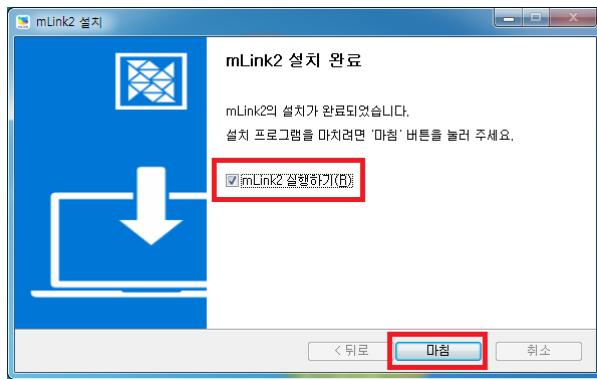 mLink2 설치
mLink2 설치 완료
mLink2의 설치가 완료되었습니다.
설치 프로그램을 마치려면 '마침' 버튼을 눌러 주세요.
mLink2 실행하기(R)
< 뒤로 마침 취소